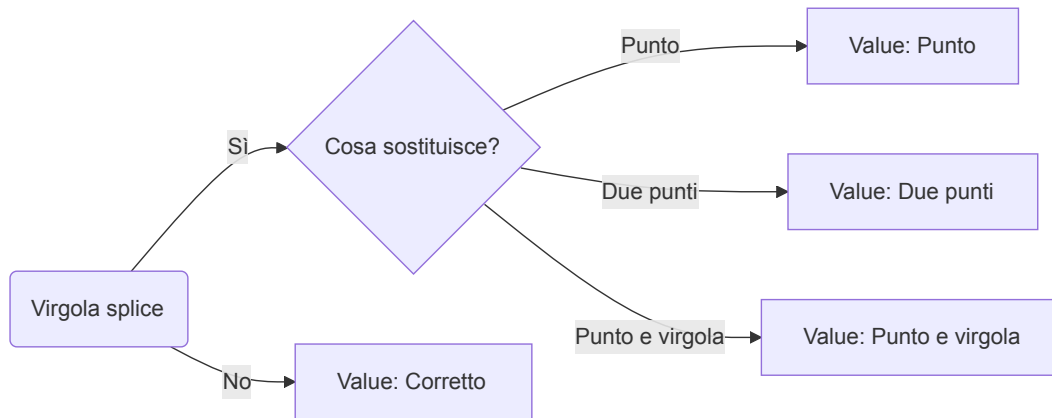 Virgola splice
Sì
No
Cosa sostituisce?
Value: Corretto
Punto
Due punti
Punto e virgola
Value: Punto
Value: Due punti
Value: Punto e virgola